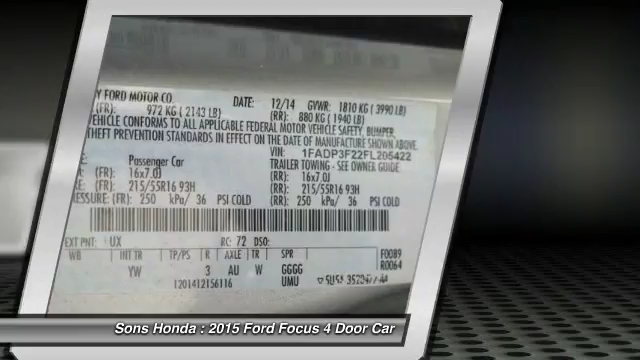 Y FORD MOTOR CO.
DATE: 12/14 GVWR: 1810 KG ( 3990 LB)
(FR): 972 KG ( 2143 LB) (RR): 880 KG ( 1940 LB)
VEHICLE CONFORMS TO ALL APPLICABLE FEDERAL MOTOR VEHICLE SAFETY, BUMPER,
THEFT PREVENTION STANDARDS IN EFFECT ON THE DATE OF MANUFACTURE SHOWN ABOVE.
VIN: 1FADP3F22FL205422
E: Passenger Car TRAILER TOWING - SEE OWNER GUIDE.
(FR): 16x7.0J (RR): 16x7.0J
E: (FR): 215/55R16 93H (RR): 215/55R16 93H
ESSURE: (FR): 250 kPa/ 36 PSI COLD (RR): 250 kPa/ 36 PSI COLD
EXT PNT: UX RC: 72 DSO:
WB INT TR TP/PS R AXLE TR SPR F0089
R0064
YW 3 AU W GGGG
1201412156116 UMU
Sons Honda : 2015 Ford Focus 4 Door Car